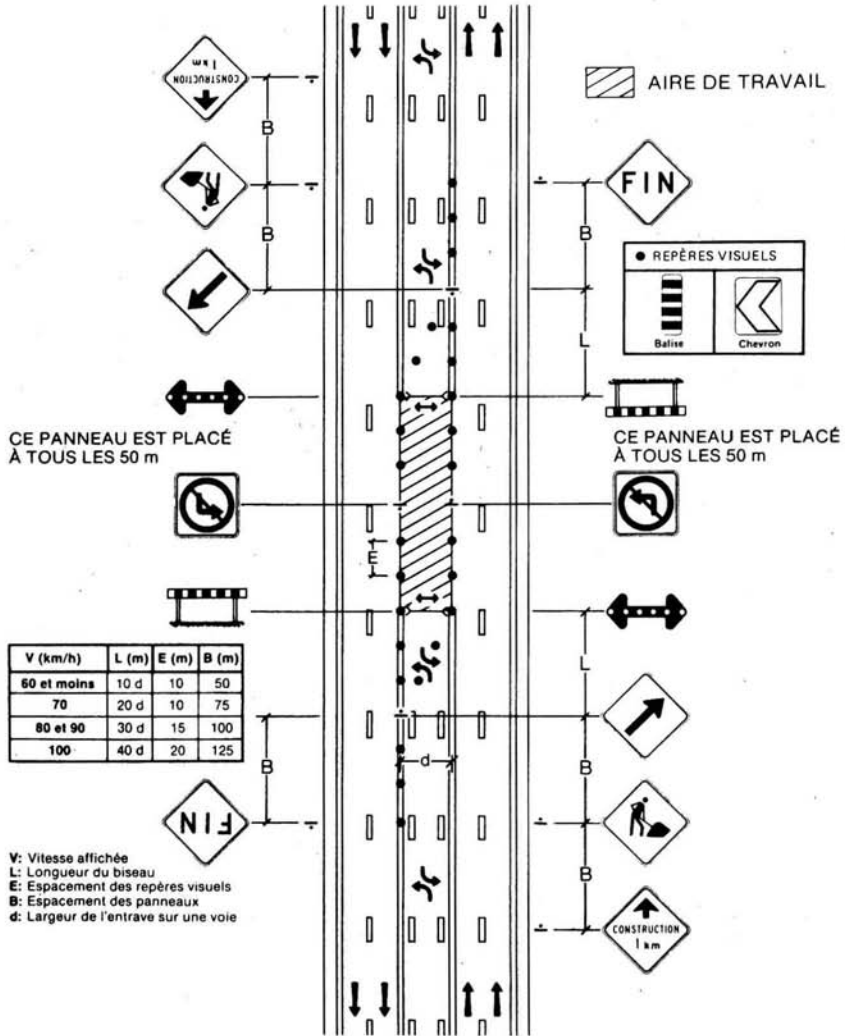 CONSTRUCTION
1 km
B
B
AIRE DE TRAVAIL
FIN
B
● REPÈRES VISUELS
Balise
Chevron
L
CE PANNEAU EST PLACÉ
À TOUS LES 50 m
CE PANNEAU EST PLACÉ
À TOUS LES 50 m
E
V (km/h) L (m) E (m) B (m)
60 et moins 10 d 10 50
70 20 d 10 75
80 et 90 30 d 15 100
100 40 d 20 125
L
B
d
B
FIN
V: Vitesse affichée
L: Longueur du biseau
E: Espacement des repères visuels
B: Espacement des panneaux
d: Largeur de l'entrave sur une voie
B
CONSTRUCTION
1 km